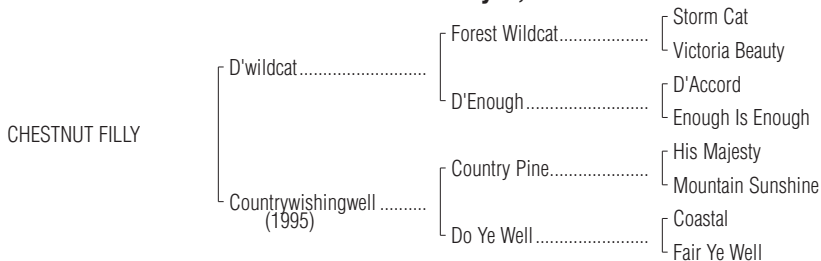 Storm Cat
Forest Wildcat
Victoria Beauty
D'wildcat
D'Accord
D'Enough
Enough Is Enough
CHESTNUT FILLY
His Majesty
Country Pine
Mountain Sunshine
Countrywishingwell
(1995)
Coastal
Do Ye Well
Fair Ye Well